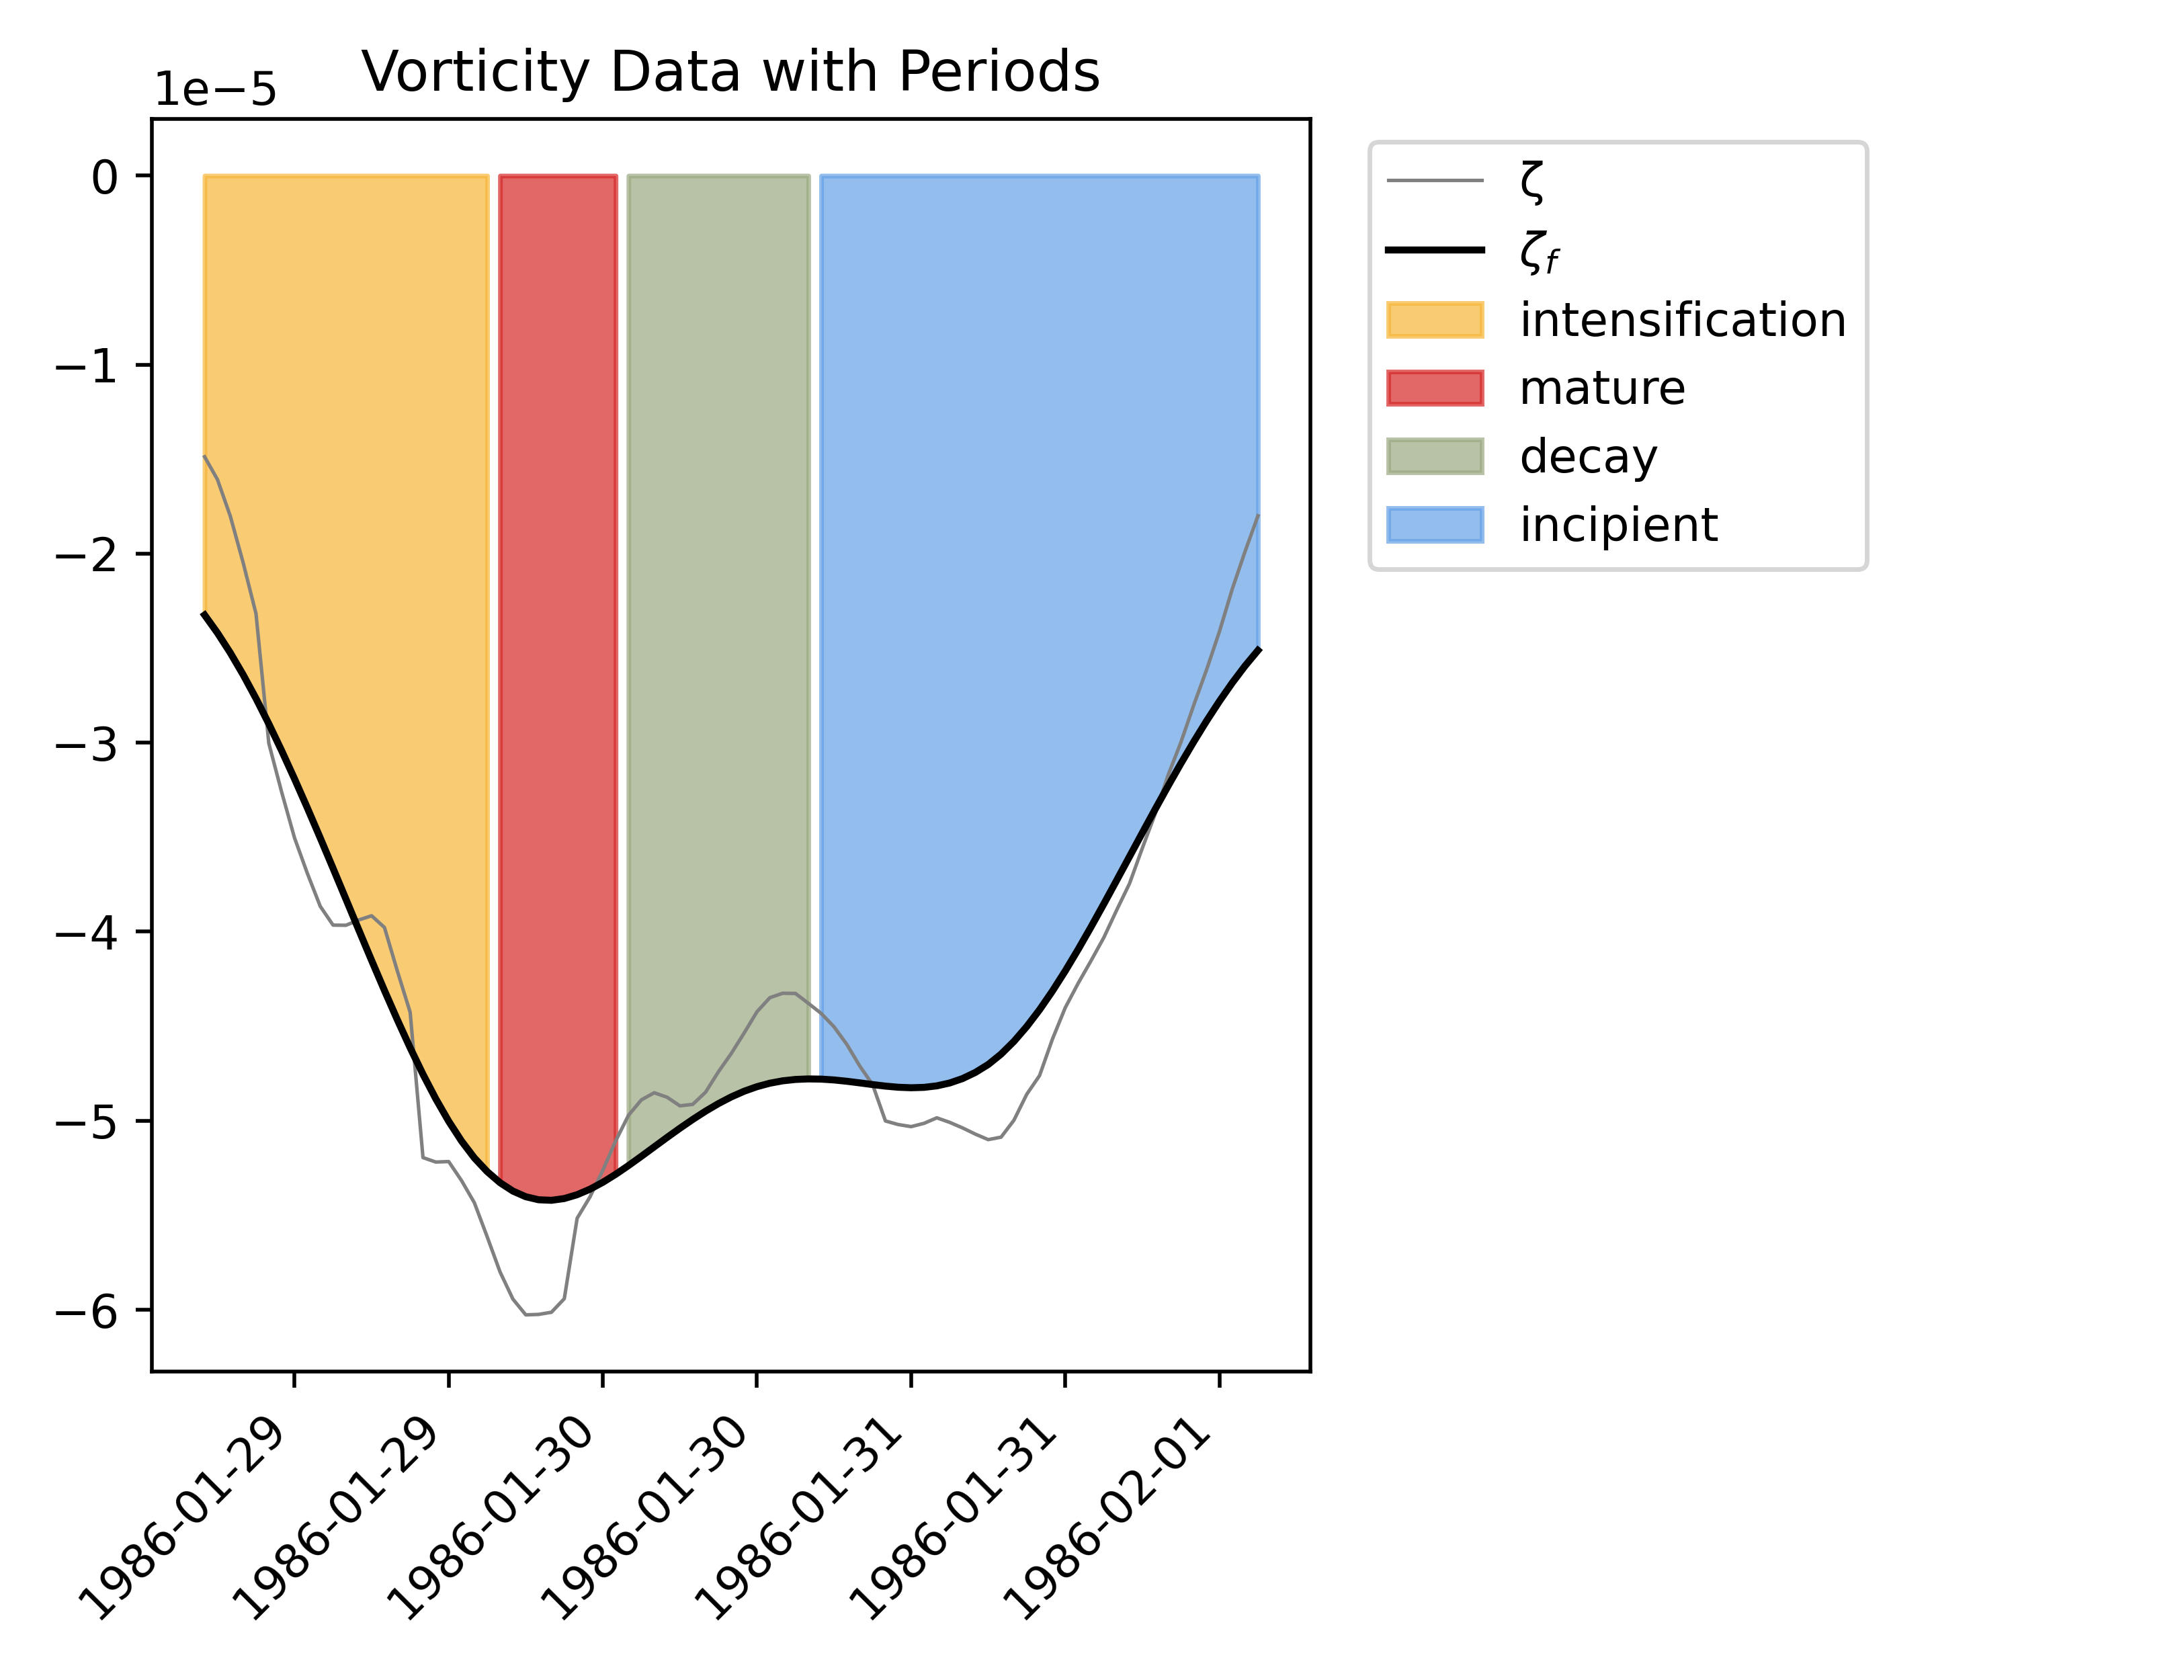 Vorticity Data with Periods
1e−5
0
−1
−2
−3
−4
−5
−6
1986-01-29
1986-01-29
1986-01-30
1986-01-30
1986-01-31
1986-01-31
1986-02-01
ζ
ζf
intensification
mature
decay
incipient